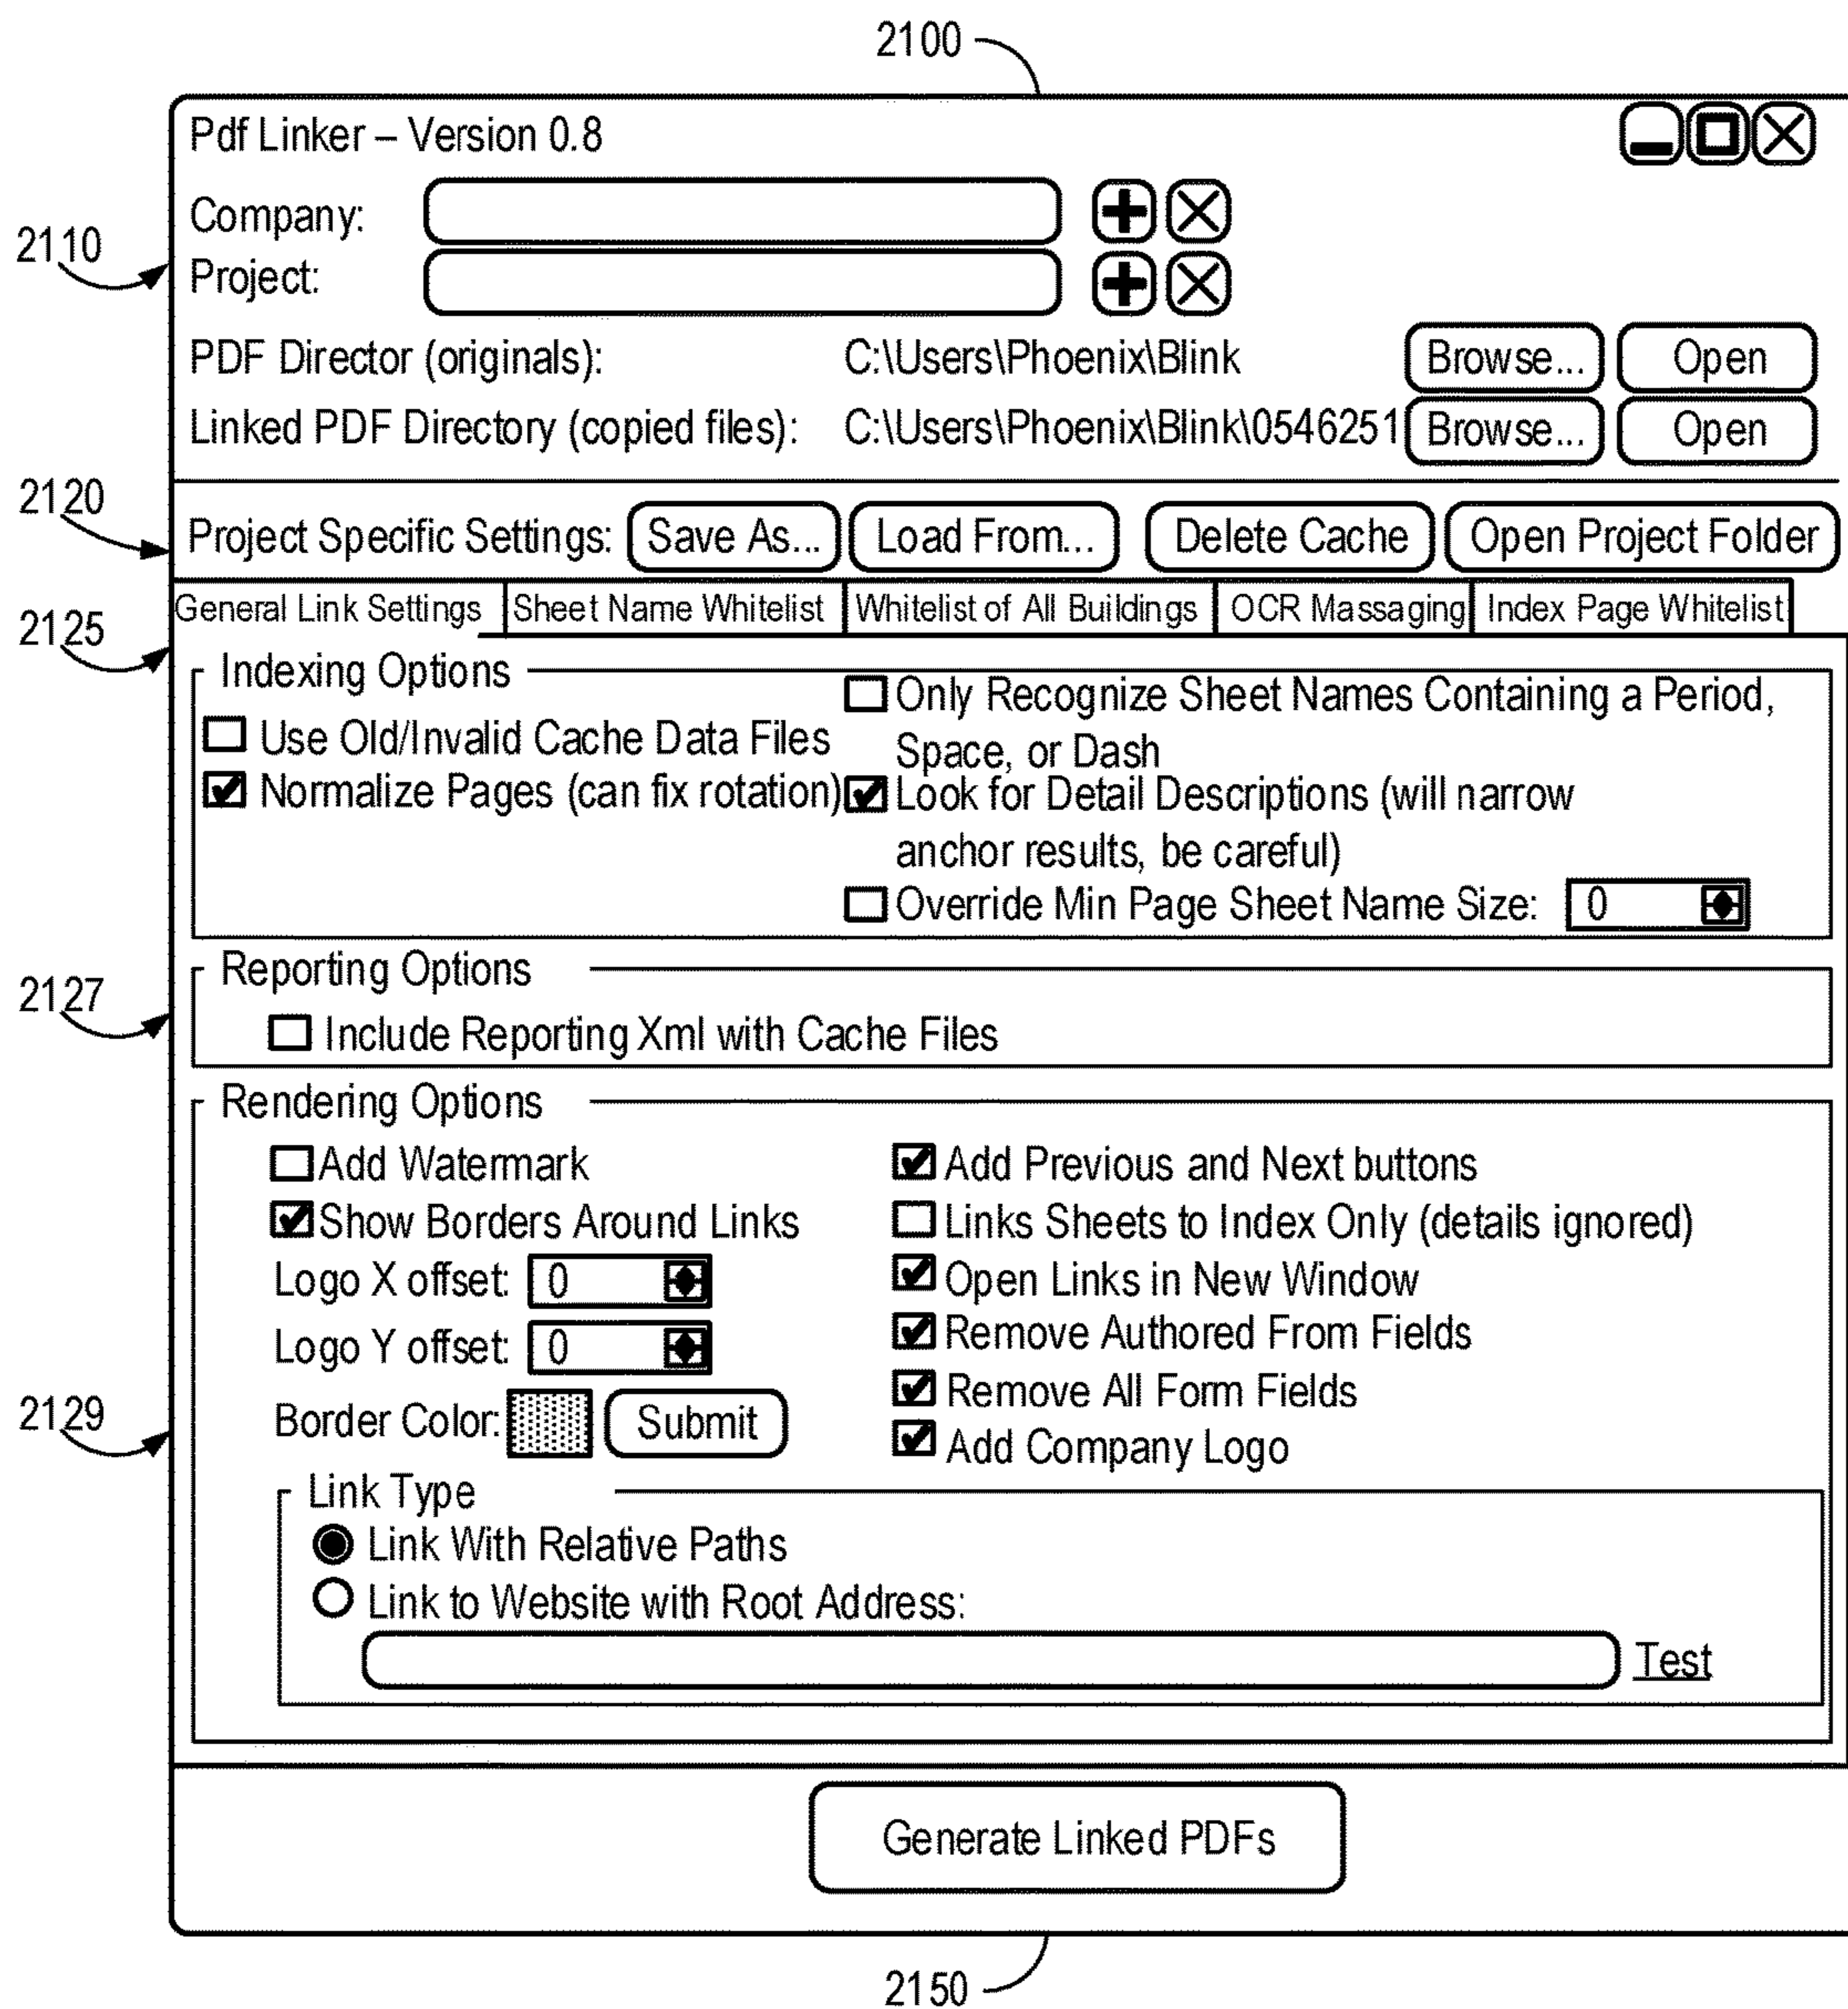 2100
Pdf Linker – Version 0.8
Company:
2110
Project:
PDF Director (originals): C:\Users\Phoenix\Blink Browse... Open
Linked PDF Directory (copied files): C:\Users\Phoenix\Blink\0546251 Browse... Open
2120
Project Specific Settings: Save As... Load From... Delete Cache Open Project Folder
General Link Settings Sheet Name Whitelist Whitelist of All Buildings OCR Massaging Index Page Whitelist
2125
Indexing Options
Only Recognize Sheet Names Containing a Period,
Use Old/Invalid Cache Data Files
Space, or Dash
Normalize Pages (can fix rotation) Look for Detail Descriptions (will narrow
anchor results, be careful)
Override Min Page Sheet Name Size: 0
Reporting Options
2127
Include Reporting Xml with Cache Files
Rendering Options
Add Watermark Add Previous and Next buttons
Show Borders Around Links Links Sheets to Index Only (details ignored)
Logo X offset: 0 Open Links in New Window
Logo Y offset: 0 Remove Authored From Fields
Remove All Form Fields
2129
Border Color: Submit Add Company Logo
Link Type
Link With Relative Paths
Link to Website with Root Address:
Test
Generate Linked PDFs
2150